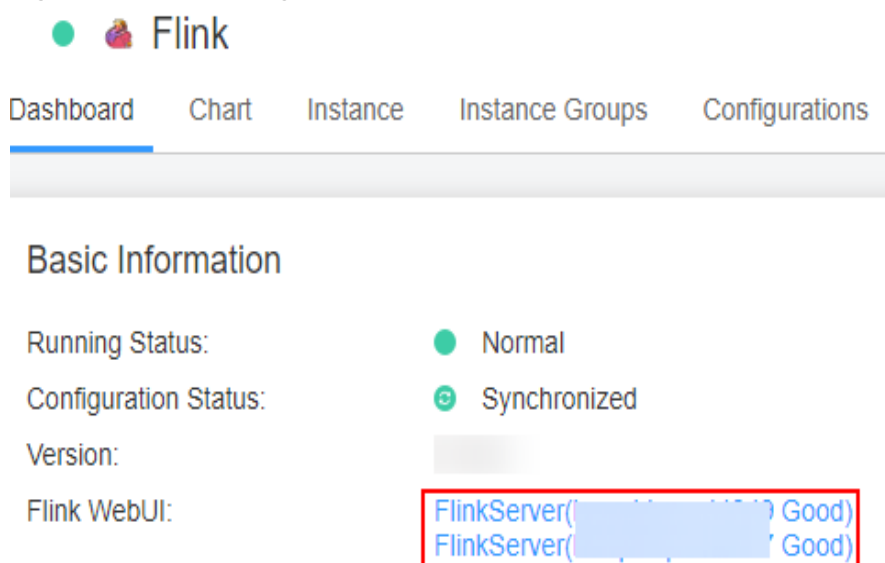 Flink
Dashboard Chart Instance Instance Groups Configurations
Basic Information
Running Status: Normal
Configuration Status: Synchronized
Version:
Flink WebUI: FlinkServer( Good)
FlinkServer( Good)